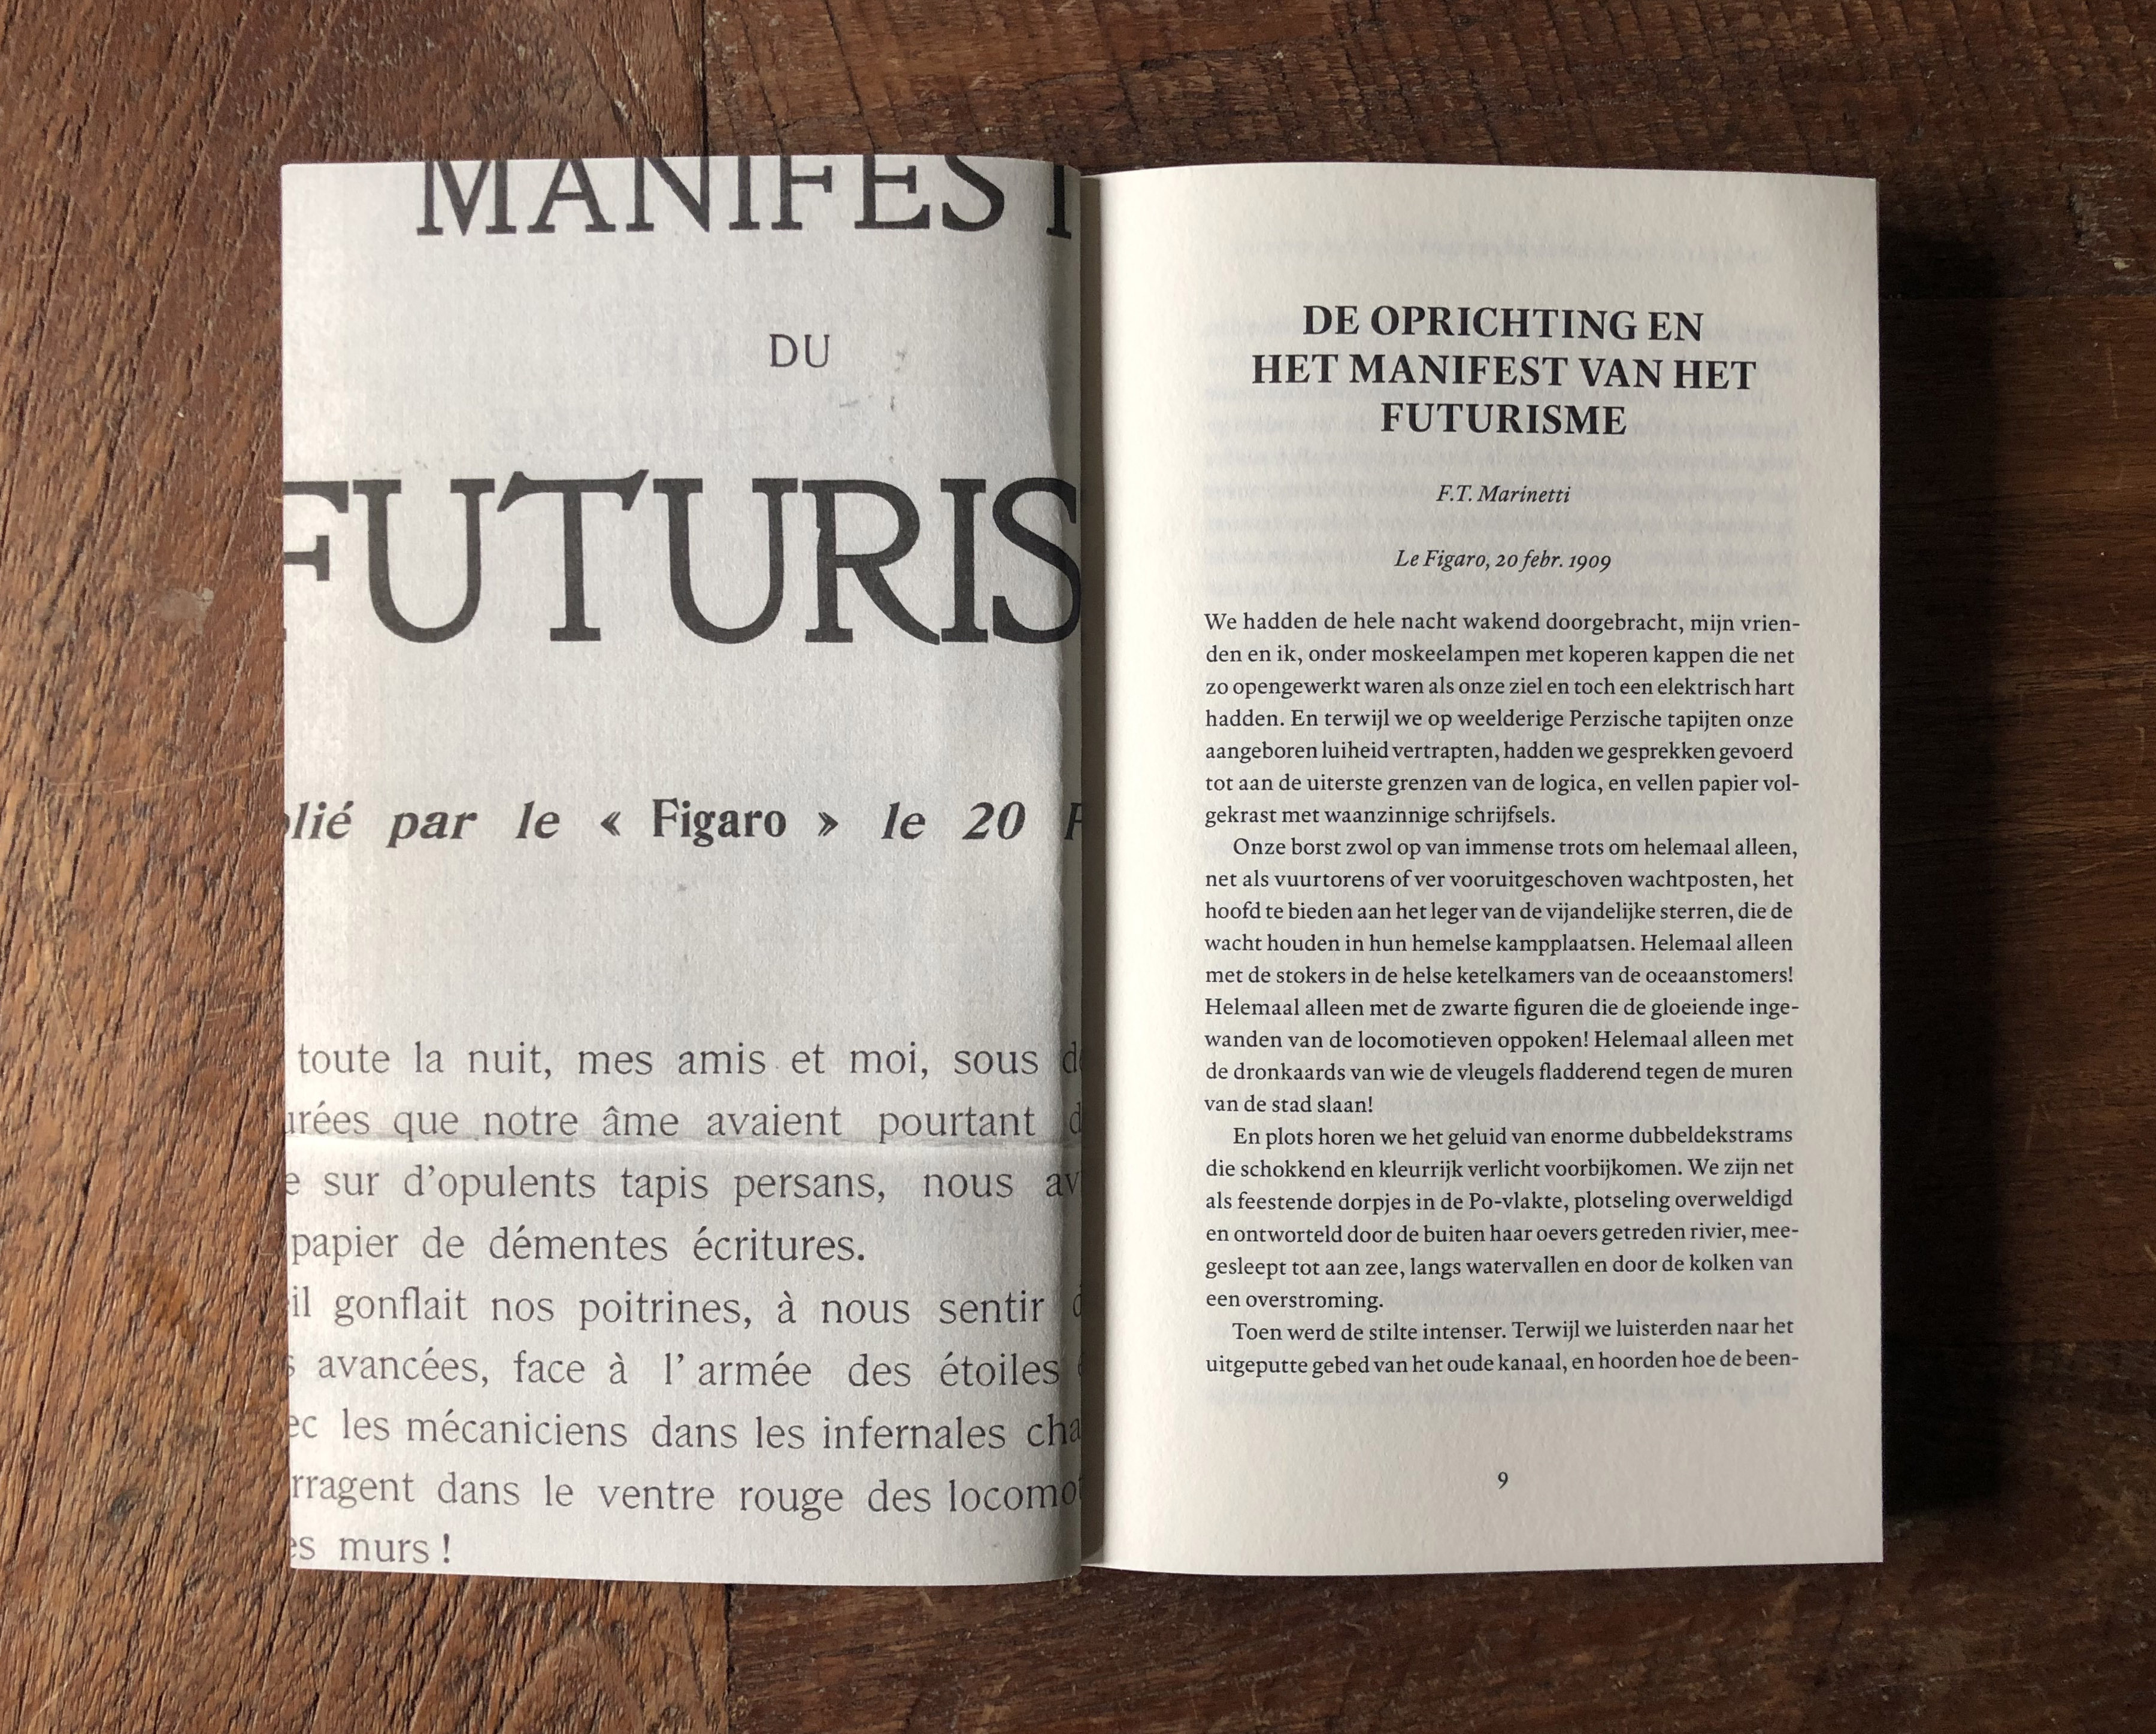 MANIFEST
DU
FUTURIS
lié par le « Figaro » le 20 F
toute la nuit, mes amis et moi, sous de
urées que notre âme avaient pourtant d
e sur d'opulents tapis persans, nous av
papier de démentes écritures.
il gonflait nos poitrines, à nous sentir d
s avancées, face à l'armée des étoiles
ec les mécaniciens dans les infernales cha
rragent dans le ventre rouge des locomot
es murs !
DE OPRICHTING EN
HET MANIFEST VAN HET
FUTURISME
F.T. Marinetti
Le Figaro, 20 febr. 1909
We hadden de hele nacht wakend doorgebracht, mijn vrien-
den en ik, onder moskeelampen met koperen kappen die net
zo opengewerkt waren als onze ziel en toch een elektrisch hart
hadden. En terwijl we op weelderige Perzische tapijten onze
aangeboren luiheid vertrapten, hadden we gesprekken gevoerd
tot aan de uiterste grenzen van de logica, en vellen papier vol-
gekrast met waanzinnige schrijfsels.
Onze borst zwol op van immense trots om helemaal alleen,
net als vuurtorens of ver vooruitgeschoven wachtposten, het
hoofd te bieden aan het leger van de vijandelijke sterren, die de
wacht houden in hun hemelse kampplaatsen. Helemaal alleen
met de stokers in de helse ketelkamers van de oceaanstomers!
Helemaal alleen met de zwarte figuren die de gloeiende inge-
wanden van de locomotieven oppoken! Helemaal alleen met
de dronkaards van wie de vleugels fladderend tegen de muren
van de stad slaan!
En plots horen we het geluid van enorme dubbeldekstrams
die schokkend en kleurrijk verlicht voorbijkomen. We zijn net
als feestende dorpjes in de Po-vlakte, plotseling overweldigd
en ontworteld door de buiten haar oevers getreden rivier, mee-
gesleept tot aan zee, langs watervallen en door de kolken van
een overstroming.
Toen werd de stilte intenser. Terwijl we luisterden naar het
uitgeputte gebed van het oude kanaal, en hoorden hoe de been-
9